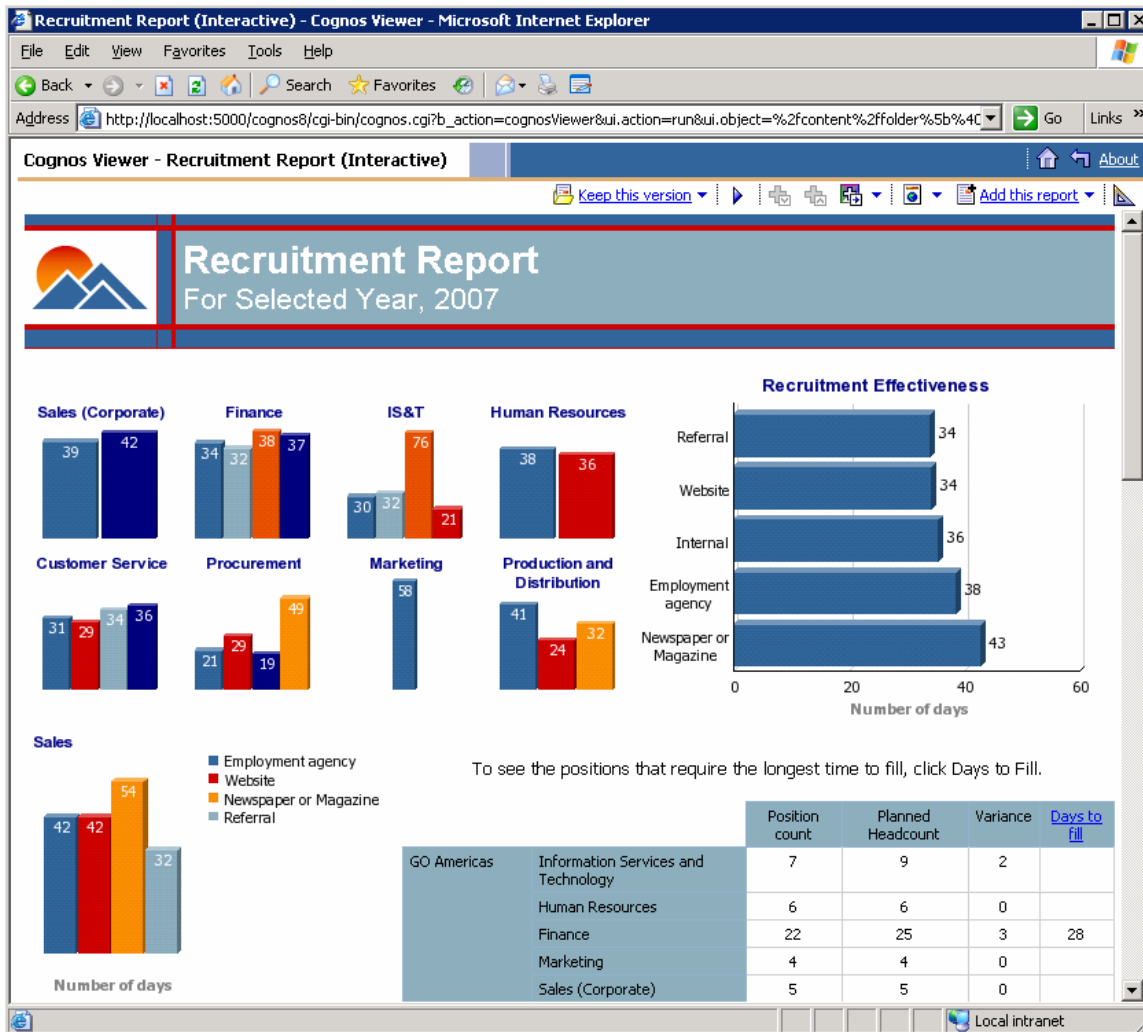 Recruitment Report (Interactive) - Cognos Viewer - Microsoft Internet Explorer
File Edit View Favorites Tools Help
Back Search Favorites
Address http://localhost:5000/cognos8/cgi-bin/cognos.cgi?b_action=cognosViewer&ui.action=run&ui.object=%2fcontent%2ffolder%5b%40 Go Links »
Cognos Viewer - Recruitment Report (Interactive) About
Keep this version Add this report
Recruitment Report
For Selected Year, 2007
Sales (Corporate)
39 42
Finance
34 32 38 37
IS&T
30 32 76 21
Human Resources
38 36
Customer Service
31 29 34 36
Procurement
21 29 19 49
Marketing
58
Production and
Distribution
41 24 32
Recruitment Effectiveness
Referral 34
Website 34
Internal 36
Employment
agency 38
Newspaper or
Magazine 43
0 20 40 60
Number of days
Sales
42 42 54 32
Number of days
Employment agency
Website
Newspaper or Magazine
Referral
To see the positions that require the longest time to fill, click Days to Fill.
Position count Planned Headcount Variance Days to fill
GO Americas Information Services and Technology 7 9 2
Human Resources 6 6 0
Finance 22 25 3 28
Marketing 4 4 0
Sales (Corporate) 5 5 0
Local intranet